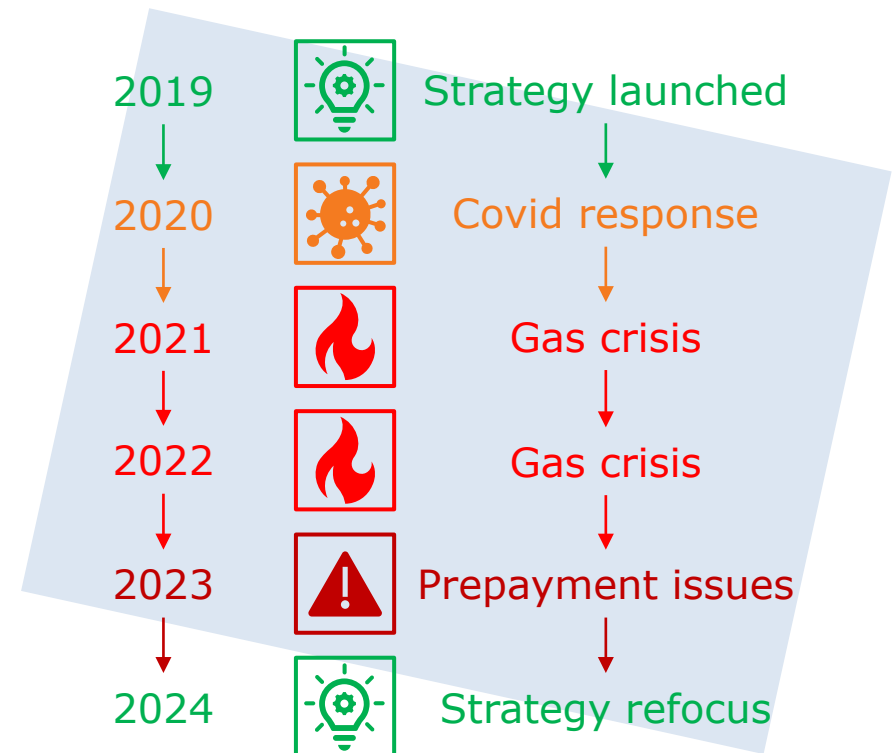 2019 Strategy launched
2020 Covid response
2021 Gas crisis
2022 Gas crisis
2023 Prepayment issues
2024 Strategy refocus